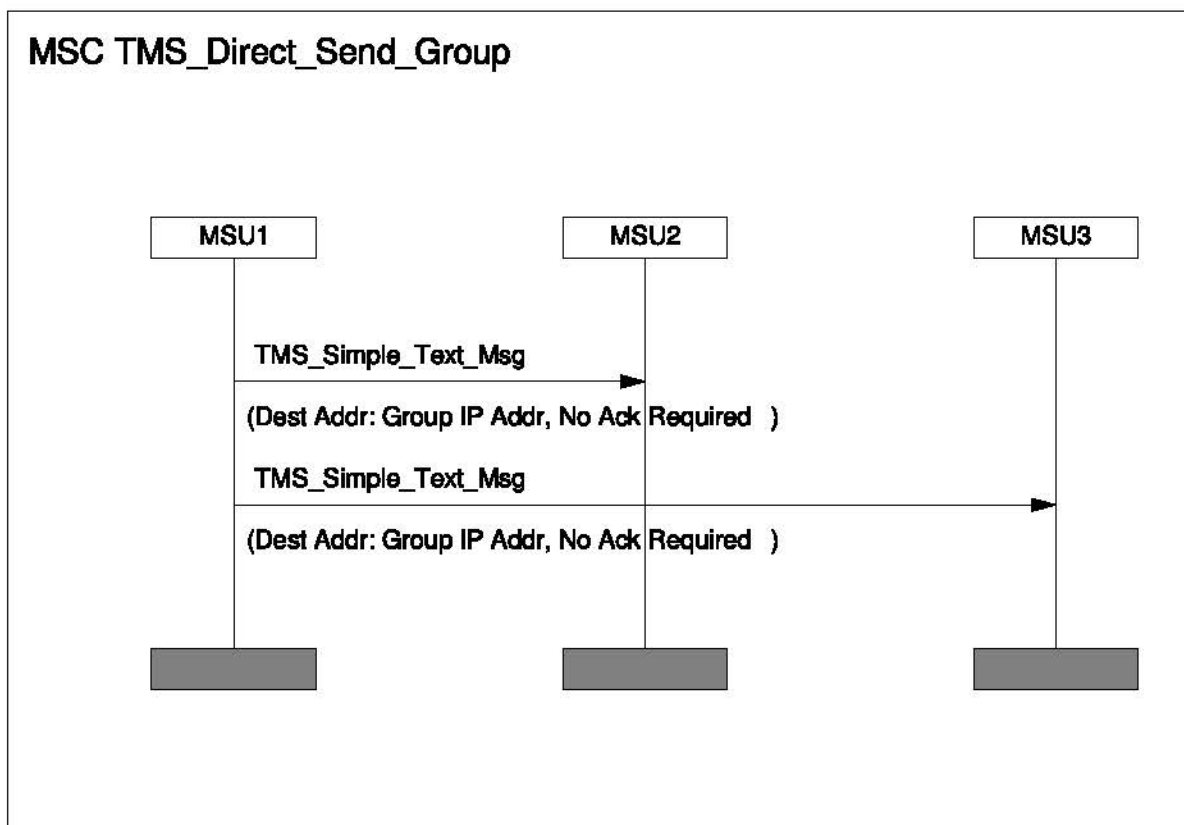 MSC TMS_Direct_Send_Group
MSU1 MSU2 MSU3
TMS_Simple_Text_Msg
(Dest Addr: Group IP Addr, No Ack Required )
TMS_Simple_Text_Msg
(Dest Addr: Group IP Addr, No Ack Required )